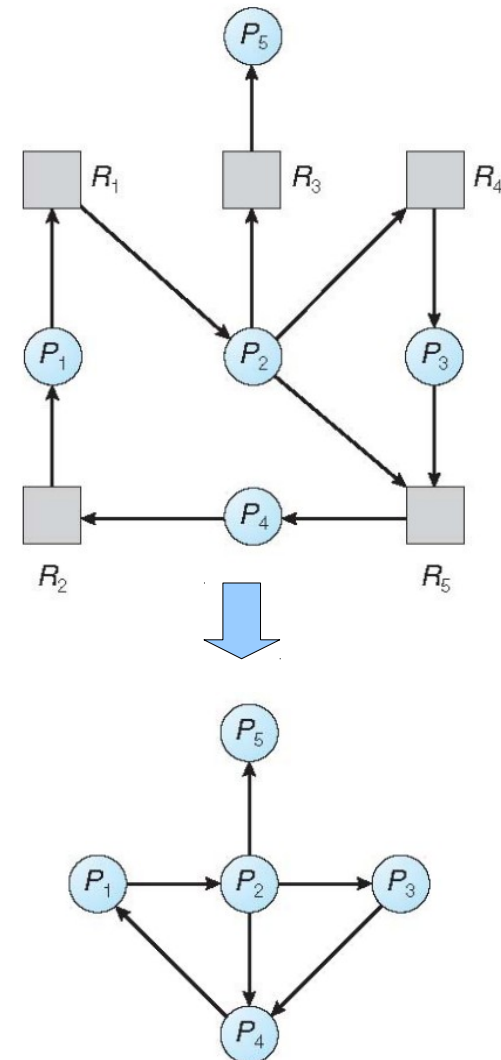 P₅
R₁ R₃ R₄
P₁ P₂ P₃
P₄
R₂ R₅
P₅
P₁ P₂ P₃
P₄